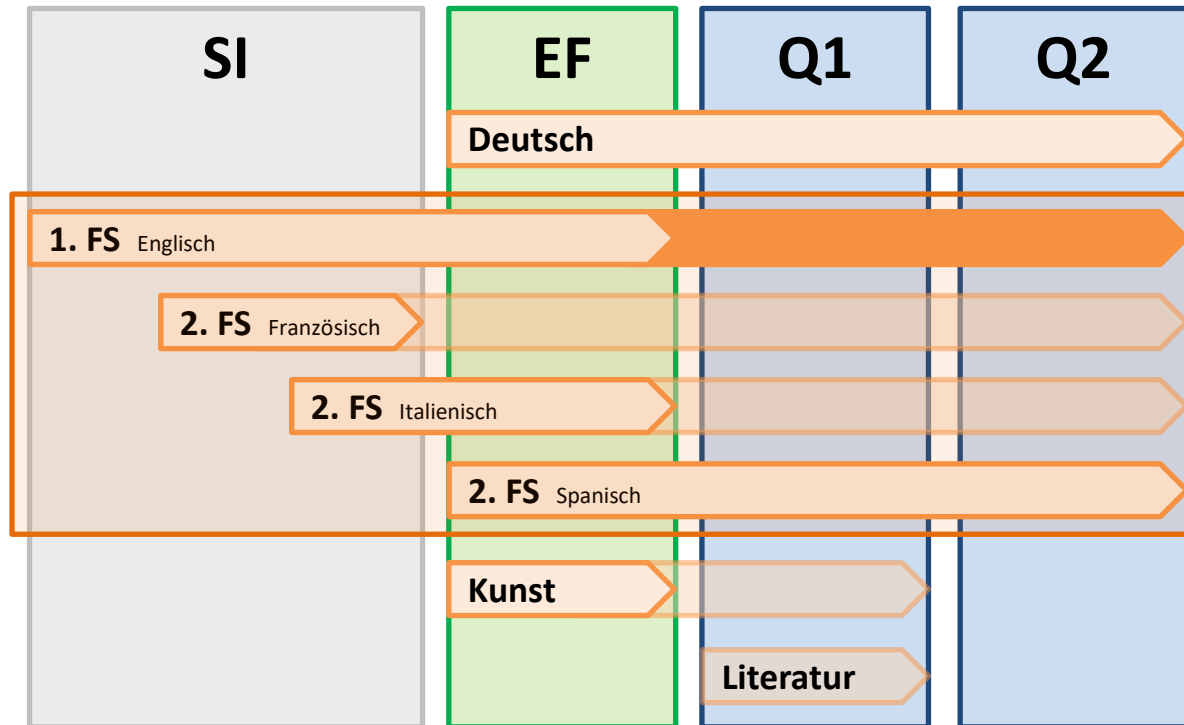 SI EF Q1 Q2
Deutsch
1. FS Englisch
2. FS Französisch
2. FS Italienisch
2. FS Spanisch
Kunst
Literatur